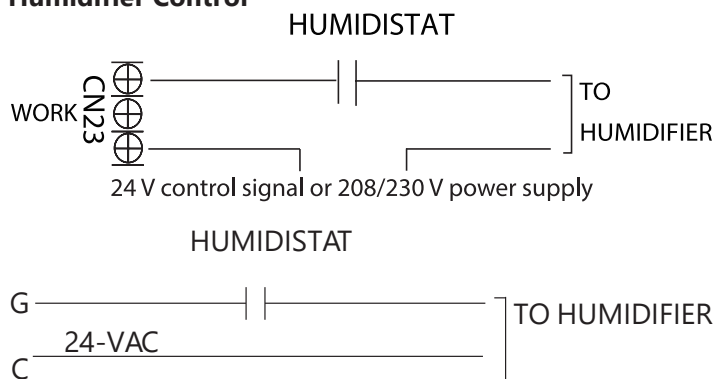 Humidifier Control
HUMIDISTAT
WORK
CN23
TO
HUMIDIFIER
24 V control signal or 208/230 V power supply
HUMIDISTAT
G
TO HUMIDIFIER
24-VAC
C